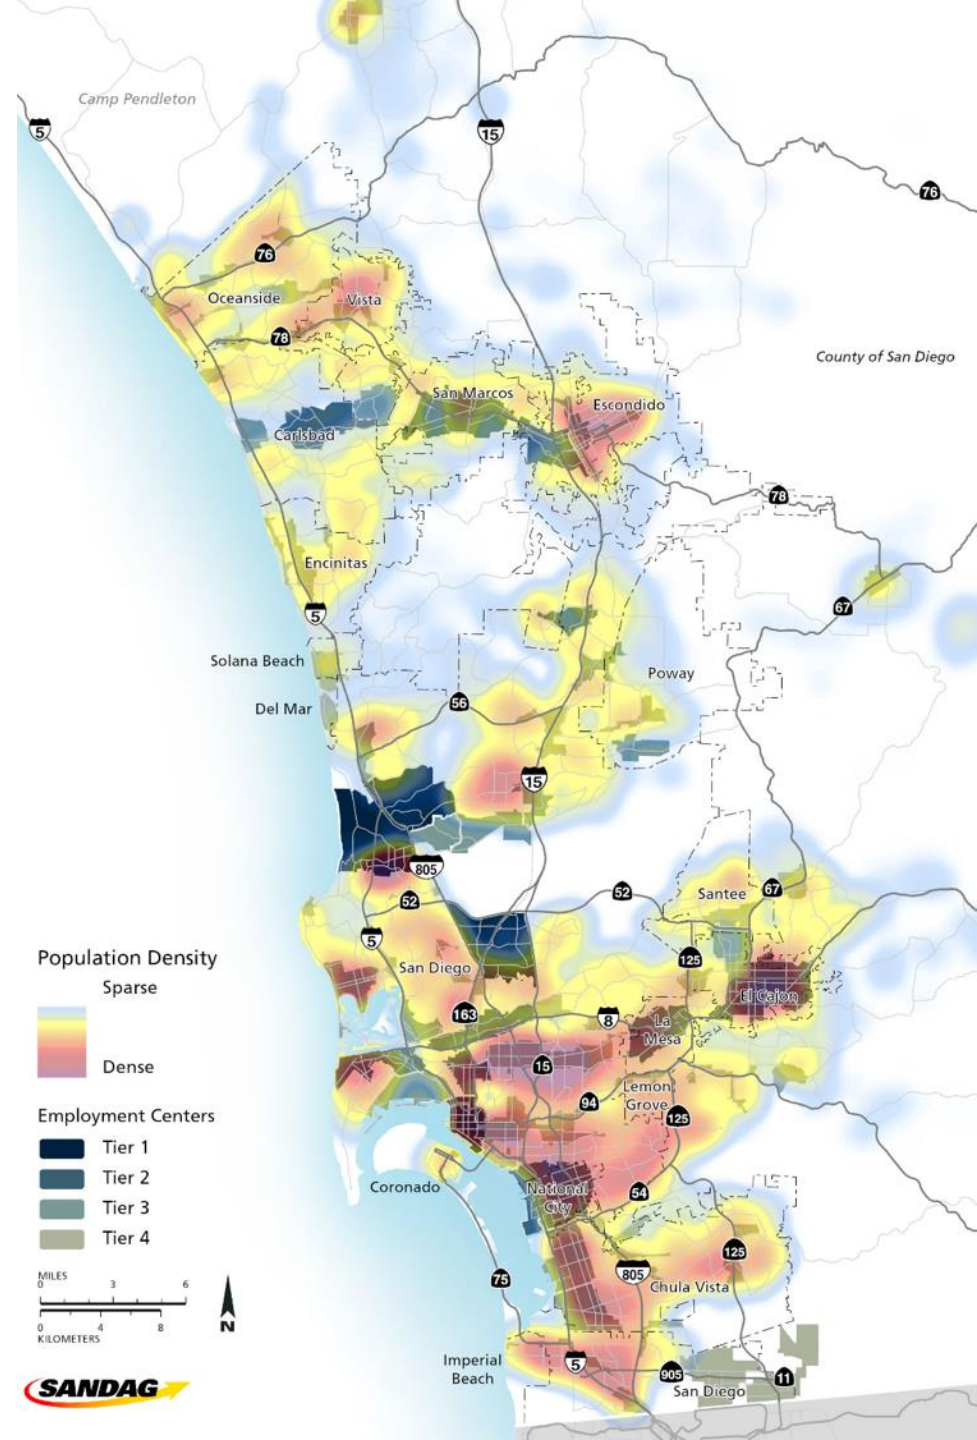 Camp Pendleton
5
15
76
76
Oceanside
Vista
78
County of San Diego
San Marcos
Escondido
Carlsbad
78
Encinitas
67
5
Solana Beach
Poway
Del Mar
56
15
805
52
Santee
67
52
5
125
San Diego
El Cajon
163
8
La
Mesa
15
Lemon
Grove
94
125
Coronado
National
City
54
125
75
805
Chula Vista
Imperial
Beach
5
905
San Diego
11
Population Density
Sparse
Dense
Employment Centers
Tier 1
Tier 2
Tier 3
Tier 4
MILES
0 3 6
0 4 8
KILOMETERS
N
SANDAG